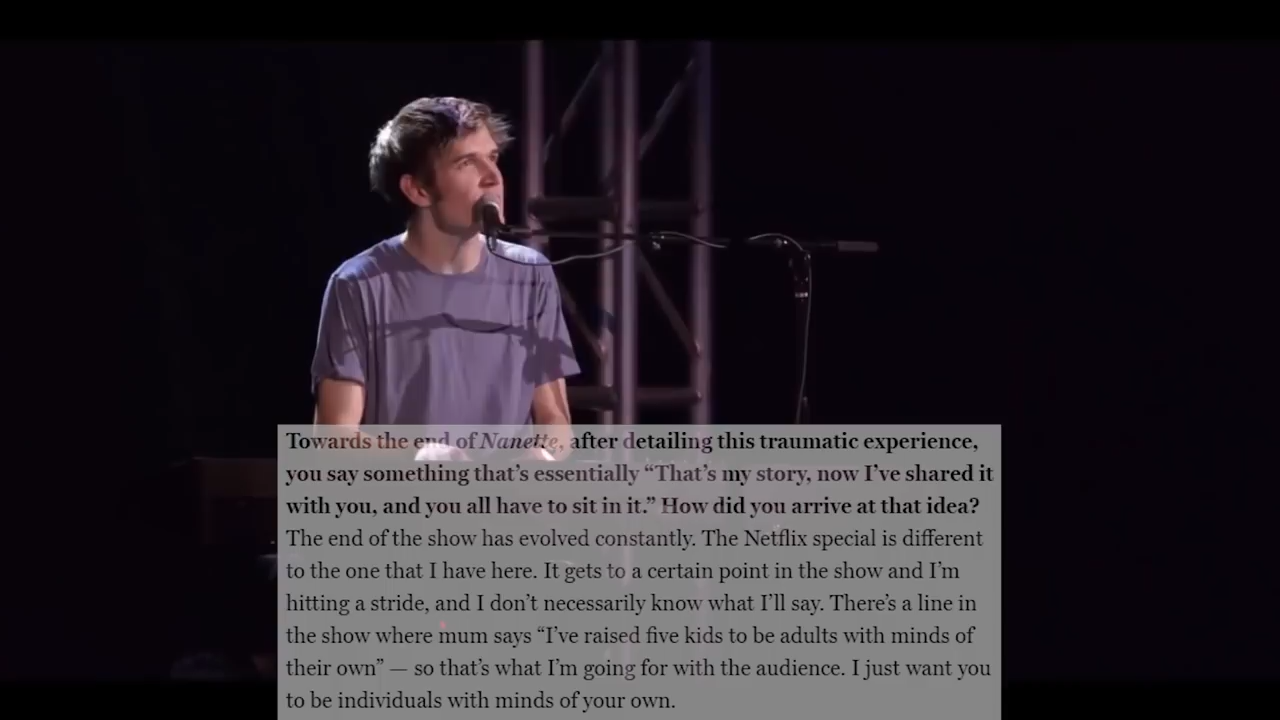 Towards the end of Nanette, after detailing this traumatic experience,
you say something that’s essentially “That’s my story, now I’ve shared it
with you, and you all have to sit in it.” How did you arrive at that idea?
The end of the show has evolved constantly. The Netflix special is different
to the one that I have here. It gets to a certain point in the show and I’m
hitting a stride, and I don’t necessarily know what I’ll say. There’s a line in
the show where mum says “I’ve raised five kids to be adults with minds of
their own” — so that’s what I’m going for with the audience. I just want you
to be individuals with minds of your own.